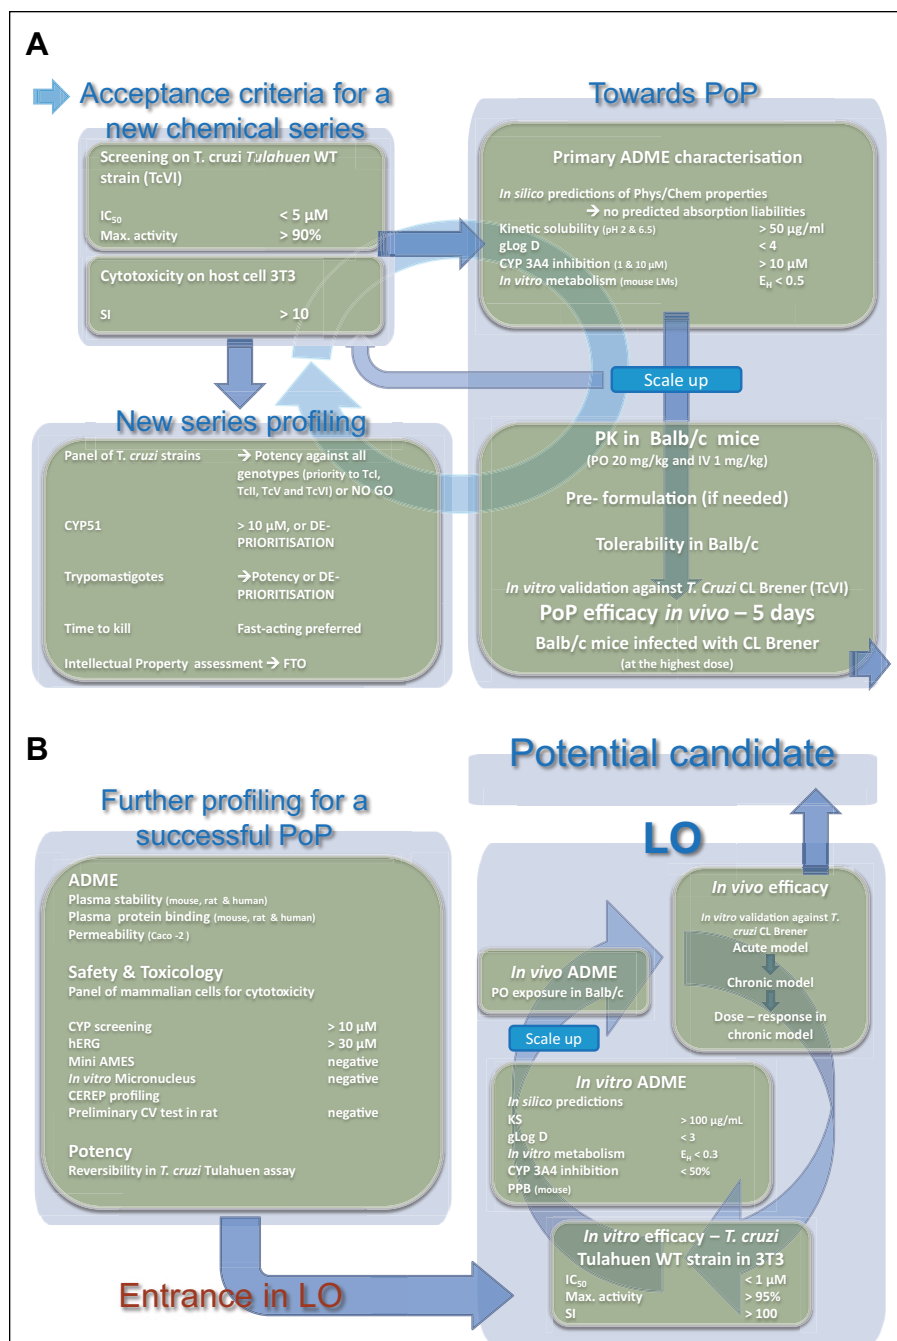 A
Acceptance criteria for a
new chemical series
Screening on T. cruzi Tulahuen WT
strain (TcVI)
IC50 < 5 µM
Max. activity > 90%
Cytotoxicity on host cell 3T3
SI > 10
Towards PoP
Primary ADME characterisation
In silico predictions of Phys/Chem properties
→ no predicted absorption liabilities
Kinetic solubility (pH 2 & 6.5) > 50 µg/ml
gLog D < 4
CYP 3A4 inhibition (1 & 10 µM) > 10 µM
In vitro metabolism (mouse LMs) EH < 0.5
Scale up
New series profiling
Panel of T. cruzi strains → Potency against all
genotypes (priority to TcI,
TcII, TcV and TcVI) or NO GO
CYP51 > 10 µM, or DE-
PRIORITISATION
Trypomastigotes →Potency or DE-
PRIORITISATION
Time to kill Fast-acting preferred
Intellectual Property assessment → FTO
PK in Balb/c mice
(PO 20 mg/kg and IV 1 mg/kg)
Pre- formulation (if needed)
Tolerability in Balb/c
In vitro validation against T. Cruzi CL Brener (TcVI)
PoP efficacy in vivo – 5 days
Balb/c mice infected with CL Brener
(at the highest dose)
B
Potential candidate
Further profiling for a
successful PoP
ADME
Plasma stability (mouse, rat & human)
Plasma protein binding (mouse, rat & human)
Permeability (Caco -2 )
Safety & Toxicology
Panel of mammalian cells for cytotoxicity
CYP screening > 10 µM
hERG > 30 µM
Mini AMES negative
In vitro Micronucleus negative
CEREP profiling
Preliminary CV test in rat negative
Potency
Reversibility in T. cruzi Tulahuen assay
Entrance in LO
LO
In vivo efficacy
In vitro validation against T.
cruzi CL Brener
Acute model
Chronic model
Dose – response in
chronic model
In vivo ADME
PO exposure in Balb/c
Scale up
In vitro ADME
In silico predictions
KS > 100 µg/mL
gLog D < 3
In vitro metabolism EH < 0.3
CYP 3A4 inhibition < 50%
PPB (mouse)
In vitro efficacy – T. cruzi
Tulahuen WT strain in 3T3
IC50 < 1 µM
Max. activity > 95%
SI > 100